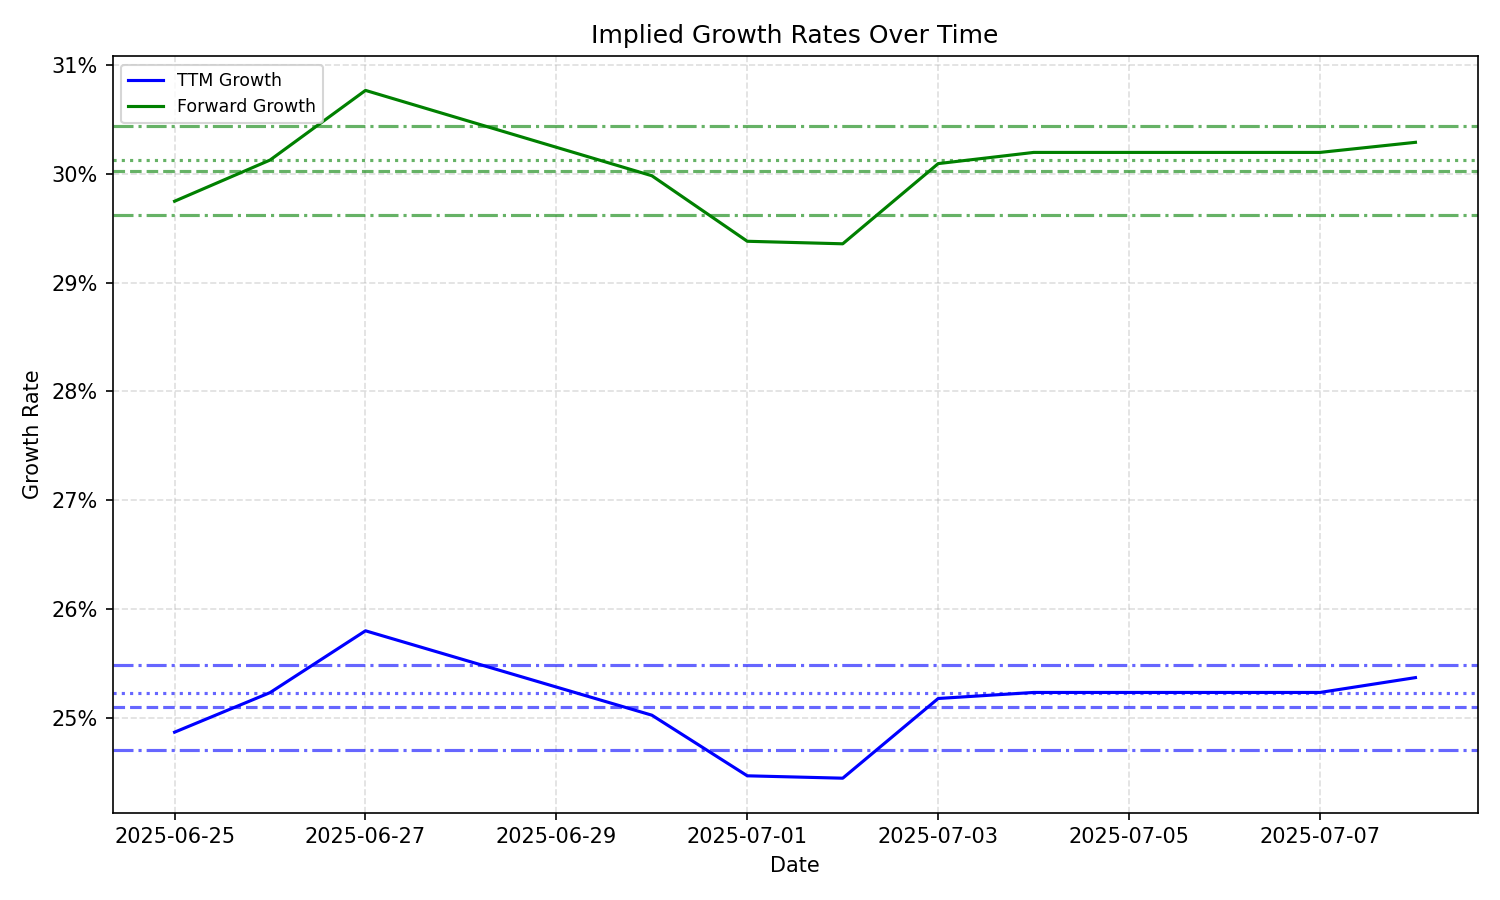 Implied Growth Rates Over Time
TTM Growth
Forward Growth
Growth Rate
31%
30%
29%
28%
27%
26%
25%
2025-06-25 2025-06-27 2025-06-29 2025-07-01 2025-07-03 2025-07-05 2025-07-07
Date